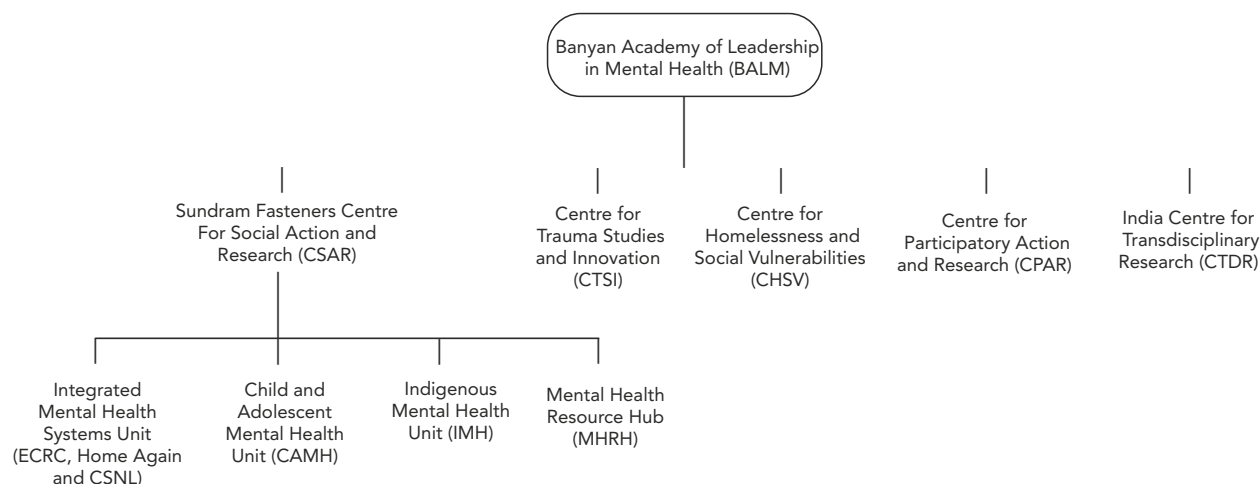 Banyan Academy of Leadership
in Mental Health (BALM)
Sundram Fasteners Centre
For Social Action and
Research (CSAR)
Centre for
Trauma Studies
and Innovation
(CTSI)
Centre for
Homelessness and
Social Vulnerabilities
(CHSV)
Centre for
Participatory Action
and Research (CPAR)
India Centre for
Transdisciplinary
Research (CTDR)
Integrated
Mental Health
Systems Unit
(ECRC, Home Again
and CSNL)
Child and
Adolescent
Mental Health
Unit (CAMH)
Indigenous
Mental Health
Unit (IMH)
Mental Health
Resource Hub
(MHRH)